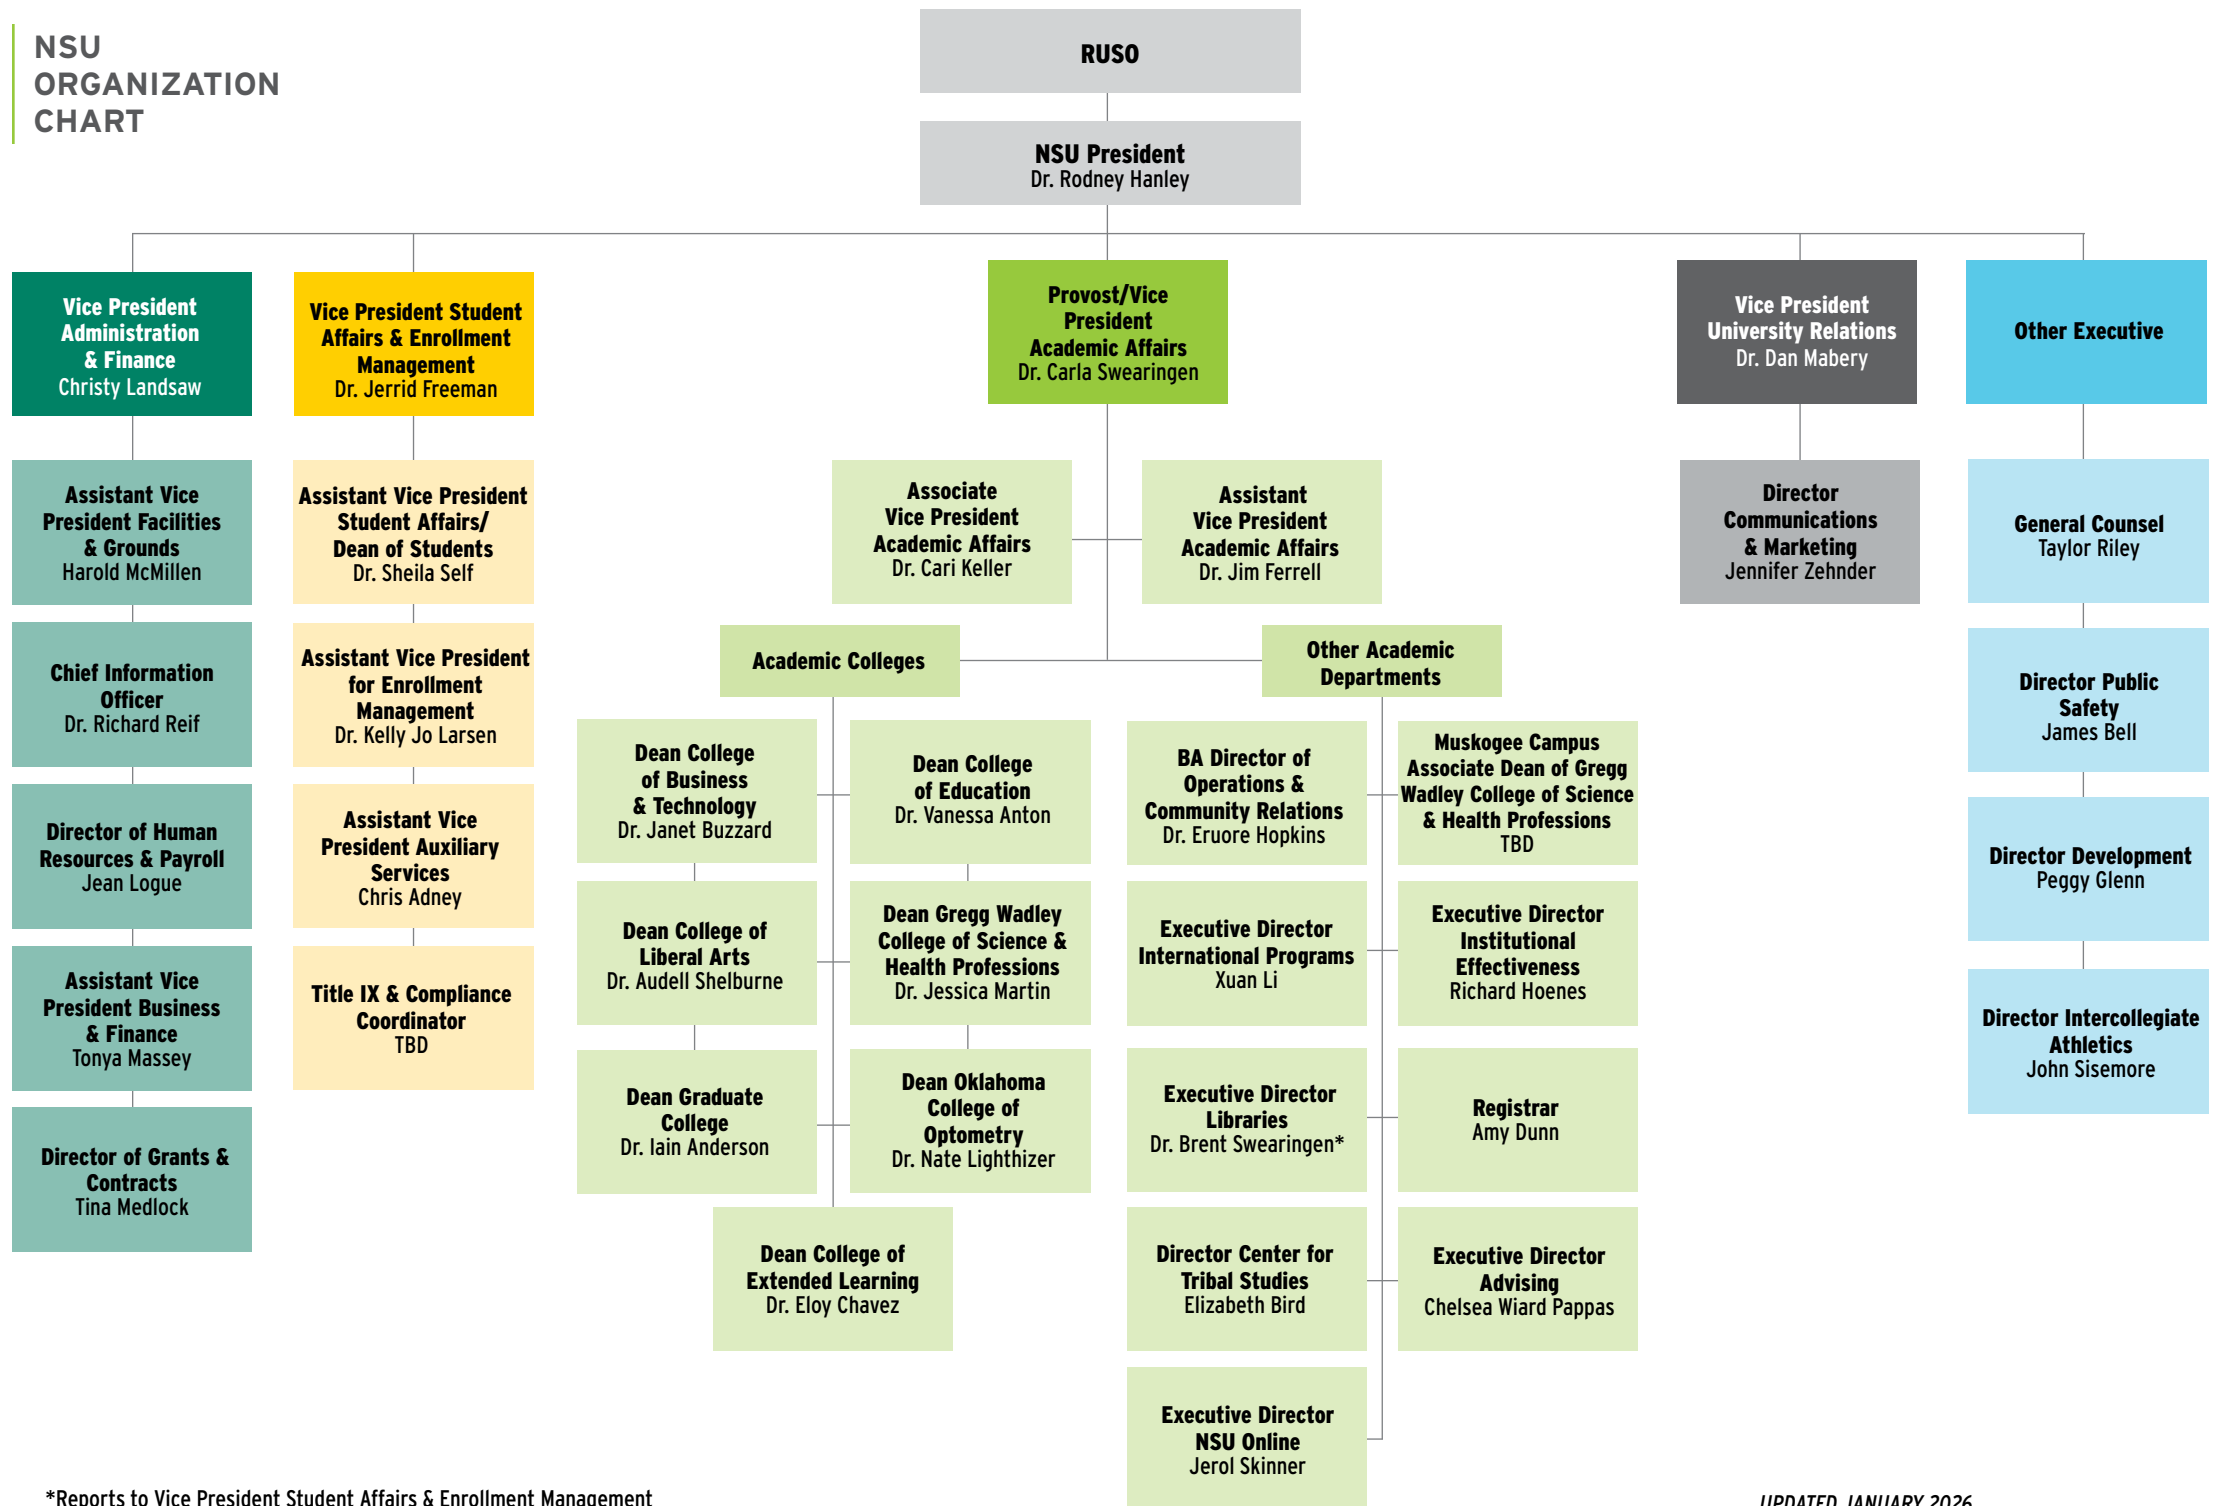 NSU
ORGANIZATION
CHART
RUSO
NSU President
Dr. Rodney Hanley
Vice President
Administration
& Finance
Christy Landsaw
Vice President Student
Affairs & Enrollment
Management
Dr. Jerrid Freeman
Provost/Vice
President
Academic Affairs
Dr. Carla Swearingen
Vice President
University Relations
Dr. Dan Mabery
Other Executive
Assistant Vice
President Facilities
& Grounds
Harold McMillen
Chief Information
Officer
Dr. Richard Reif
Director of Human
Resources & Payroll
Jean Logue
Assistant Vice
President Business
& Finance
Tonya Massey
Director of Grants &
Contracts
Tina Medlock
Assistant Vice President
Student Affairs/
Dean of Students
Dr. Sheila Self
Assistant Vice President
for Enrollment
Management
Dr. Kelly Jo Larsen
Assistant Vice
President Auxiliary
Services
Chris Adney
Title IX & Compliance
Coordinator
TBD
Associate
Vice President
Academic Affairs
Dr. Cari Keller
Assistant
Vice President
Academic Affairs
Dr. Jim Ferrell
Academic Colleges
Dean College
of Business
& Technology
Dr. Janet Buzzard
Dean College
of Education
Dr. Vanessa Anton
Dean College of
Liberal Arts
Dr. Audell Shelburne
Dean Gregg Wadley
College of Science &
Health Professions
Dr. Jessica Martin
Dean Graduate
College
Dr. Iain Anderson
Dean Oklahoma
College of
Optometry
Dr. Nate Lighthizer
Dean College of
Extended Learning
Dr. Eloy Chavez
Other Academic
Departments
BA Director of
Operations &
Community Relations
Dr. Eruore Hopkins
Muskogee Campus
Associate Dean of Gregg
Wadley College of Science
& Health Professions
TBD
Executive Director
International Programs
Xuan Li
Executive Director
Institutional
Effectiveness
Richard Hoenes
Executive Director
Libraries
Dr. Brent Swearingen*
Registrar
Amy Dunn
Director Center for
Tribal Studies
Elizabeth Bird
Executive Director
Advising
Chelsea Wiard Pappas
Executive Director
NSU Online
Jerol Skinner
Director
Communications
& Marketing
Jennifer Zehnder
General Counsel
Taylor Riley
Director Public
Safety
James Bell
Director Development
Peggy Glenn
Director Intercollegiate
Athletics
John Sisemore
*Reports to Vice President Student Affairs & Enrollment Management
UPDATED JANUARY 2026